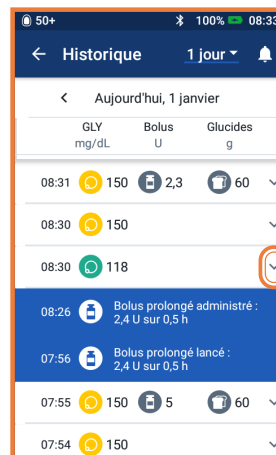 50+ 100% 08:33
Historique 1 jour
Aujourd'hui, 1 janvier
GLY Bolus Glucides
mg/dL U g
08:31 150 2,3 60
08:30 150
08:30 118
08:26 Bolus prolongé administré :
2,4 U sur 0,5 h
07:56 Bolus prolongé lancé :
2,4 U sur 0,5 h
07:55 150 5 60
07:54 150